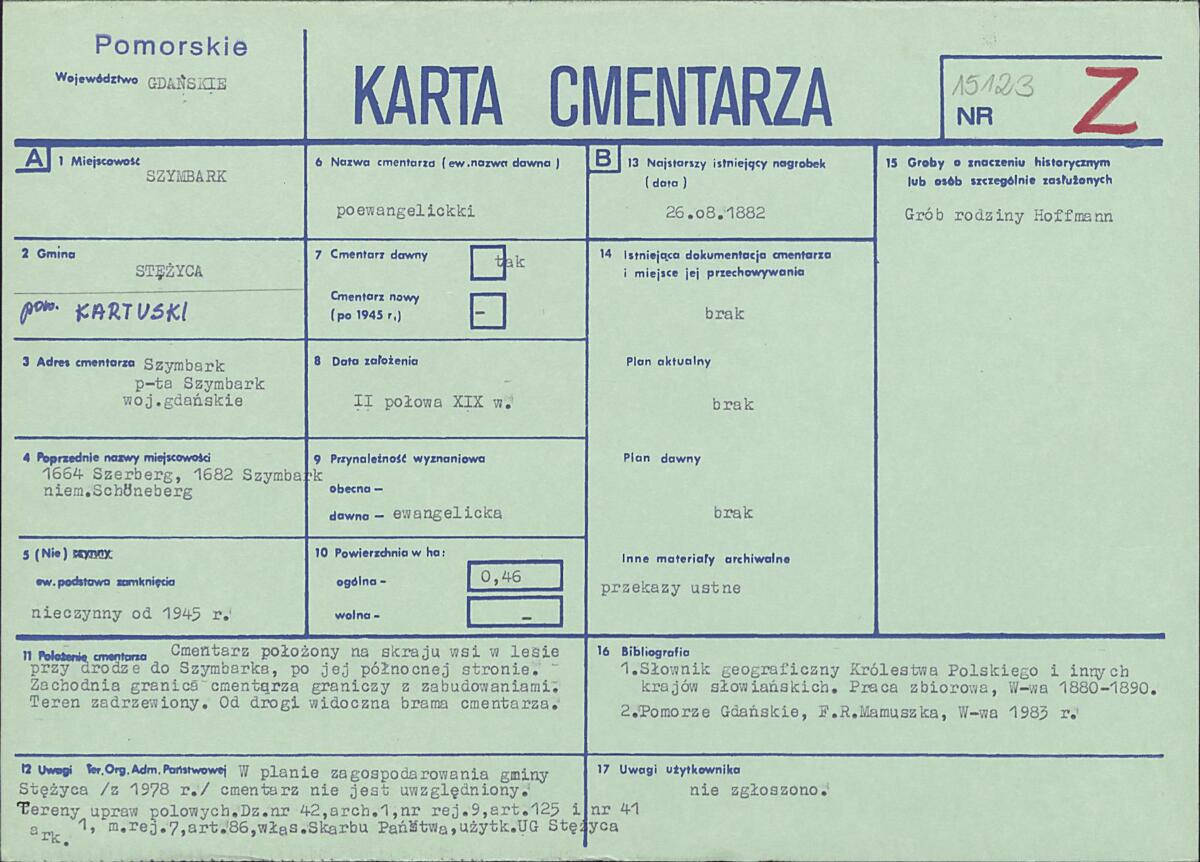 Pomorskie
Województwo GDAŃSKIE
KARTA CMENTARZA
15123
NR
Z
A
1 Miejscowość
SZYMBARK
2 Gmina
STĘŻYCA
pow. KARTUSKI
3 Adres cmentarza Szymbark
p-ta Szymbark
woj.gdańskie
4 Poprzednie nazwy miejscowości
1664 Szerberg, 1682 Szymbark
niem.Schöneberg
5 (Nie) czynny
ew. podstawa zamknięcia
nieczynny od 1945 r.
6 Nazwa cmentarza (ew. nazwa dawna)
poewangelickki
7 Cmentarz dawny
tak
Cmentarz nowy
(po 1945 r.)
-
8 Data założenia
II połowa XIX w.
9 Przynależność wyznaniowa
obecna -
dawna - ewangelicka
10 Powierzchnia w ha:
ogólna - 0,46
wolna - -
B
13 Najstarszy istniejący nagrobek
(data)
26.o8.1882
14 Istniejąca dokumentacja cmentarza
i miejsce jej przechowywania
brak
Plan aktualny
brak
Plan dawny
brak
Inne materiały archiwalne
przekazy ustne
15 Groby o znaczeniu historycznym
lub osób szczególnie zasłużonych
Grób rodziny Hoffmann
11 Położenie cmentarza Cmentarz położony na skraju wsi w lesie
przy drodze do Szymbarka, po jej północnej stronie.
Zachodnia granica cmentarza graniczy z zabudowaniami.
Teren zadrzewiony. Od drogi widoczna brama cmentarza.
12 Uwagi Ter. Org. Adm. Państwowej W planie zagospodarowania gminy
Stężyca /z 1978 r./ cmentarz nie jest uwzględniony.
Tereny upraw polowych.Dz.nr 42,arch.1,nr rej.9,art.125 i nr 41
ark. 1, m.rej.7,art.86,włas.Skarbu Państwa,użytk.UG Stężyca
16 Bibliografia
1.Słownik geograficzny Królestwa Polskiego i innych
krajów słowiańskich. Praca zbiorowa, W-wa 1880-1890.
2.Pomorze Gdańskie, F.R.Mamuszka, W-wa 1983 r.
17 Uwagi użytkownika
nie zgłoszono.